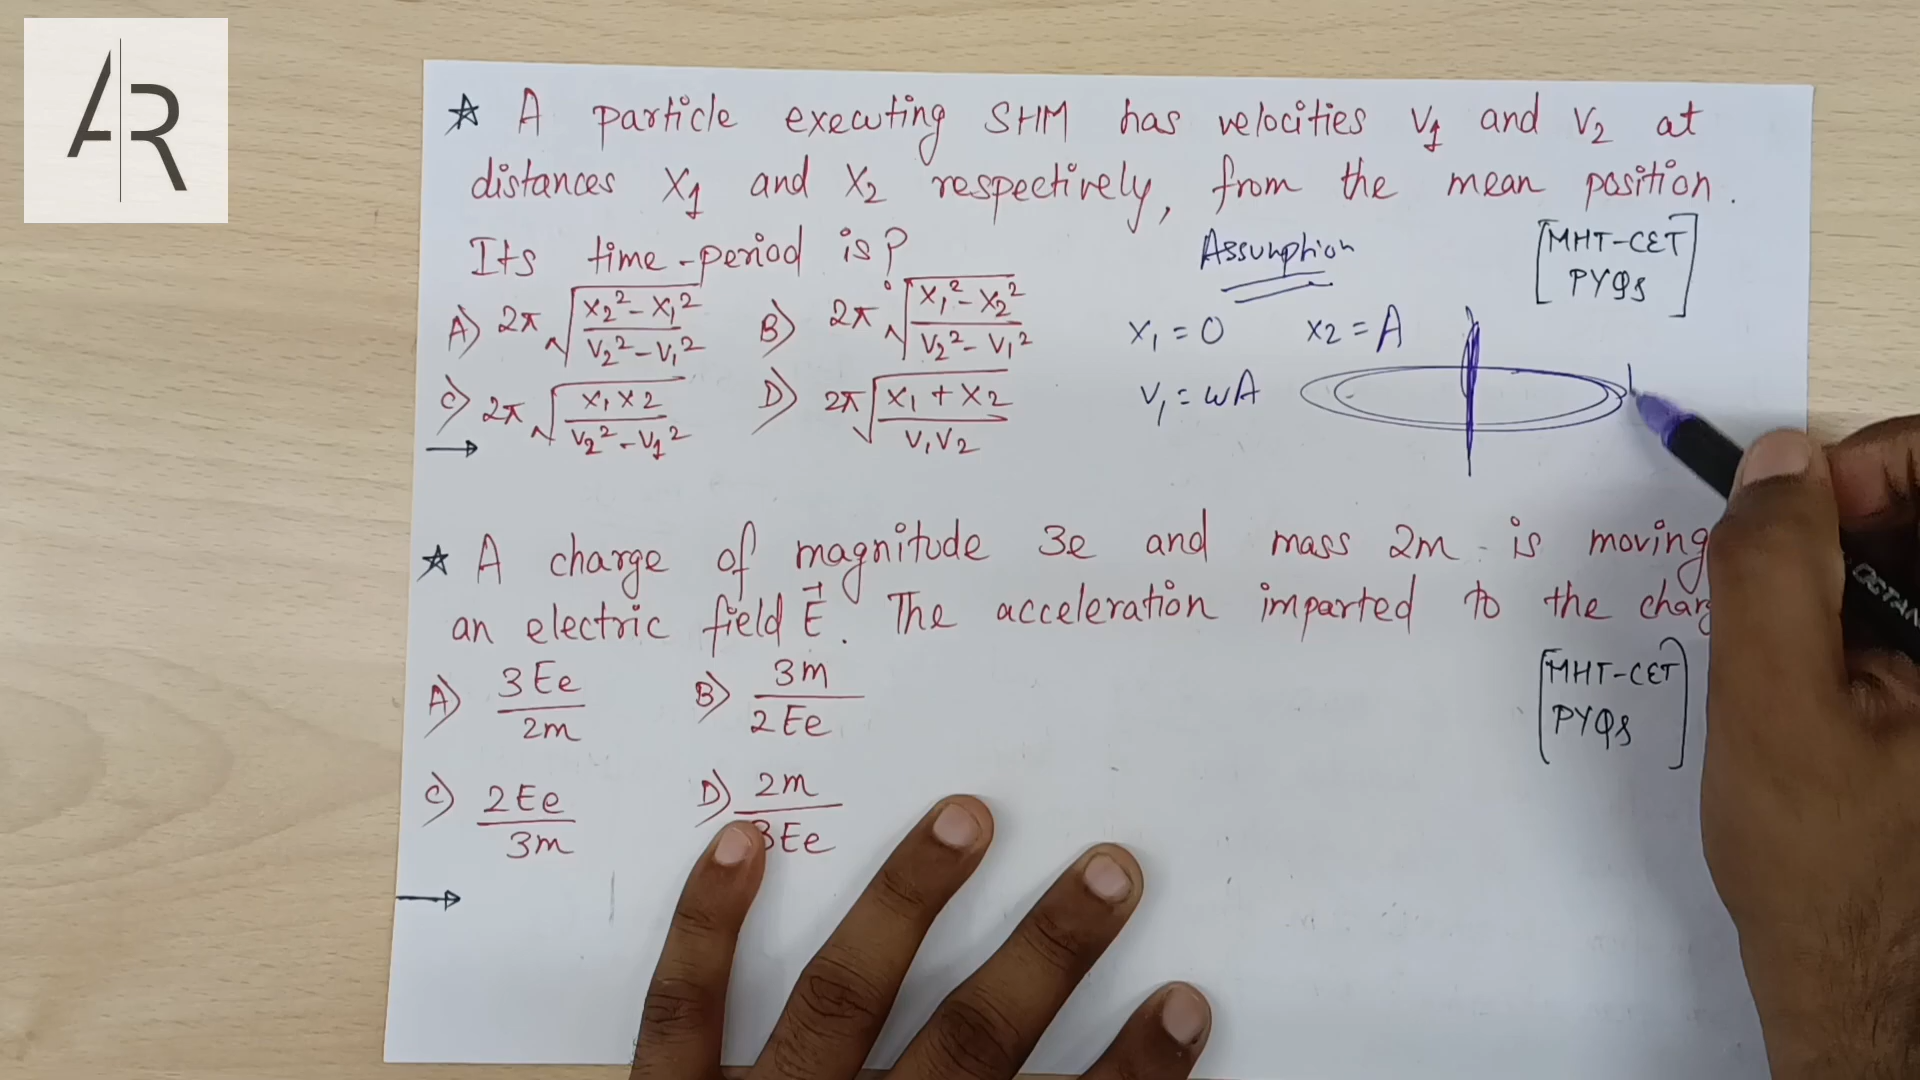 AR
☆ A particle executing SHM has velocities V₁ and V₂ at
distances X₁ and X₂ respectively, from the mean position.
Its time-period is?
Assumption
[MHT-CET
PYQs]
A) 2π √((X₂² - X₁²)/(V₂² - V₁²)) B) 2π √((X₁² - X₂²)/(V₂² - V₁²))
x₁ = 0 x₂ = A
C) 2π √((X₁ X₂)/(V₂² - V₁²)) D) 2π √((X₁ + X₂)/(V₁V₂))
v₁ = ωA
→
☆ A charge of magnitude 3e and mass 2m is moving
an electric field E⃗. The acceleration imparted to the
[MHT-CET
PYQs]
A) 3Ee/2m B) 3m/2Ee
C) 2Ee/3m D) 2m/3Ee
→